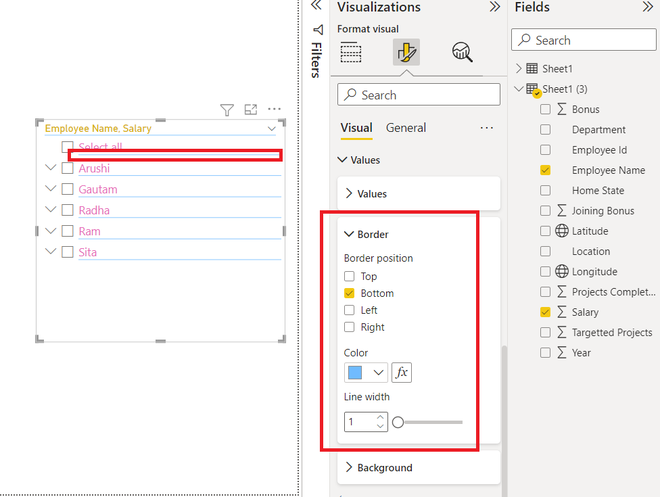 Employee Name, Salary
Select all
Arushi
Gautam
Radha
Ram
Sita
Filters
Visualizations
Format visual
Search
Visual
General
Values
Values
Border
Border position
Top
Bottom
Left
Right
Color
fx
Line width
1
Background
Fields
Search
Sheet1
Sheet1 (3)
Bonus
Department
Employee Id
Employee Name
Home State
Joining Bonus
Latitude
Location
Longitude
Projects Complet...
Salary
Targetted Projects
Year